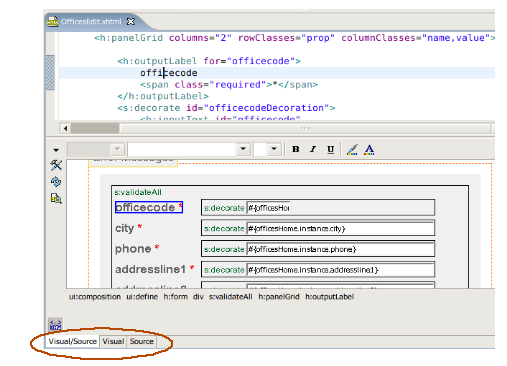 OfficesEdit.xhtml
<h:panelGrid columns="2" rowClasses="prop" columnClasses="name,value">
<h:outputLabel for="officecode">
officecode
<span class="required">*</span>
</h:outputLabel>
<s:decorate id="officecodeDecoration">
<h:inputText id="officecode"
B I U A
Error Messages
s:validateAll
officecode * s:decorate #{officesHo
city * s:decorate #{officesHome.instance.city}
phone * s:decorate #{officesHome.instance.phone}
addressline1 * s:decorate #{officesHome.instance.addressline1}
ui:composition ui:define h:form div s:validateAll h:panelGrid h:outputLabel
Visual/Source Visual Source